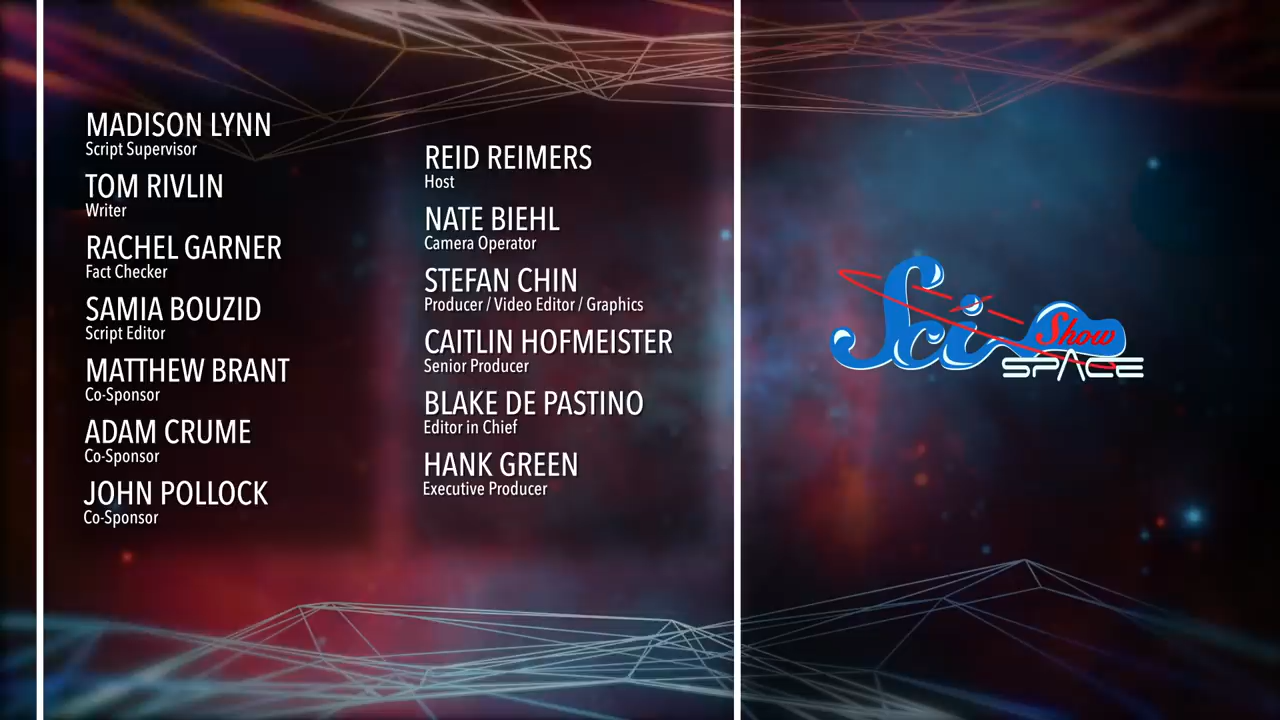 MADISON LYNN
Script Supervisor
TOM RIVLIN
Writer
RACHEL GARNER
Fact Checker
SAMIA BOUZID
Script Editor
MATTHEW BRANT
Co-Sponsor
ADAM CRUME
Co-Sponsor
JOHN POLLOCK
Co-Sponsor
REID REIMERS
Host
NATE BIEHL
Camera Operator
STEFAN CHIN
Producer / Video Editor / Graphics
CAITLIN HOFMEISTER
Senior Producer
BLAKE DE PASTINO
Editor in Chief
HANK GREEN
Executive Producer
Sci Show
SPACE